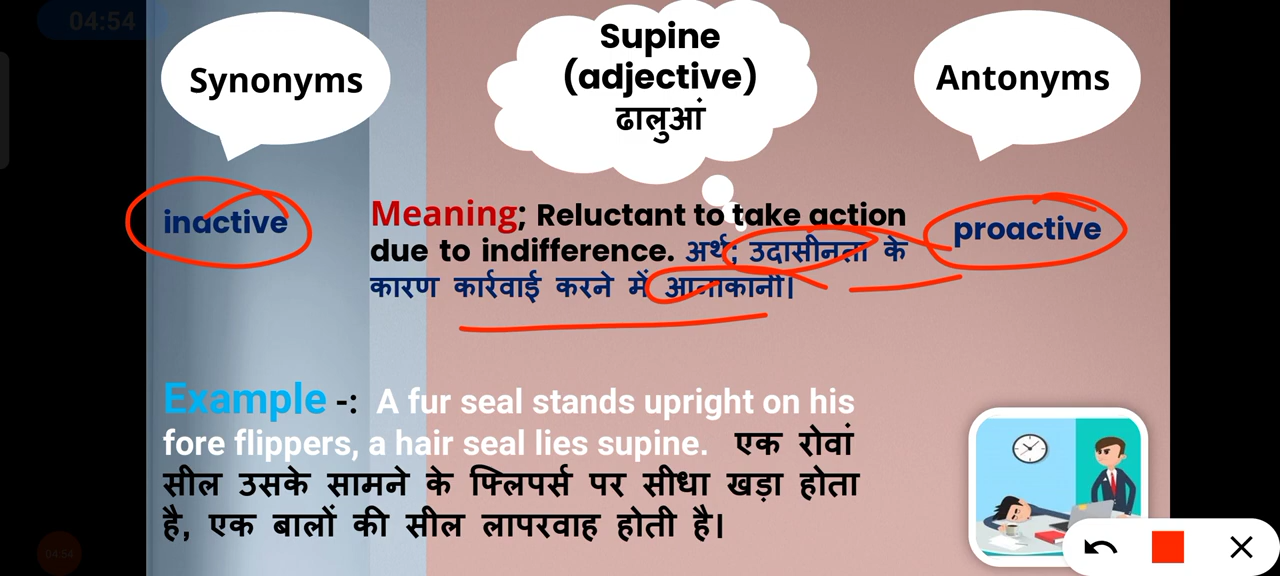 04:54
Synonyms
Supine
(adjective)
ढालुआं
Antonyms
inactive
Meaning; Reluctant to take action
due to indifference. अर्थ; उदासीनता के
कारण कार्रवाई करने में आनाकानी।
proactive
Example -: A fur seal stands upright on his
fore flippers, a hair seal lies supine. एक रोवां
सील उसके सामने के फ्लिपर्स पर सीधा खड़ा होता
है, एक बालों की सील लापरवाह होती है।
04:54